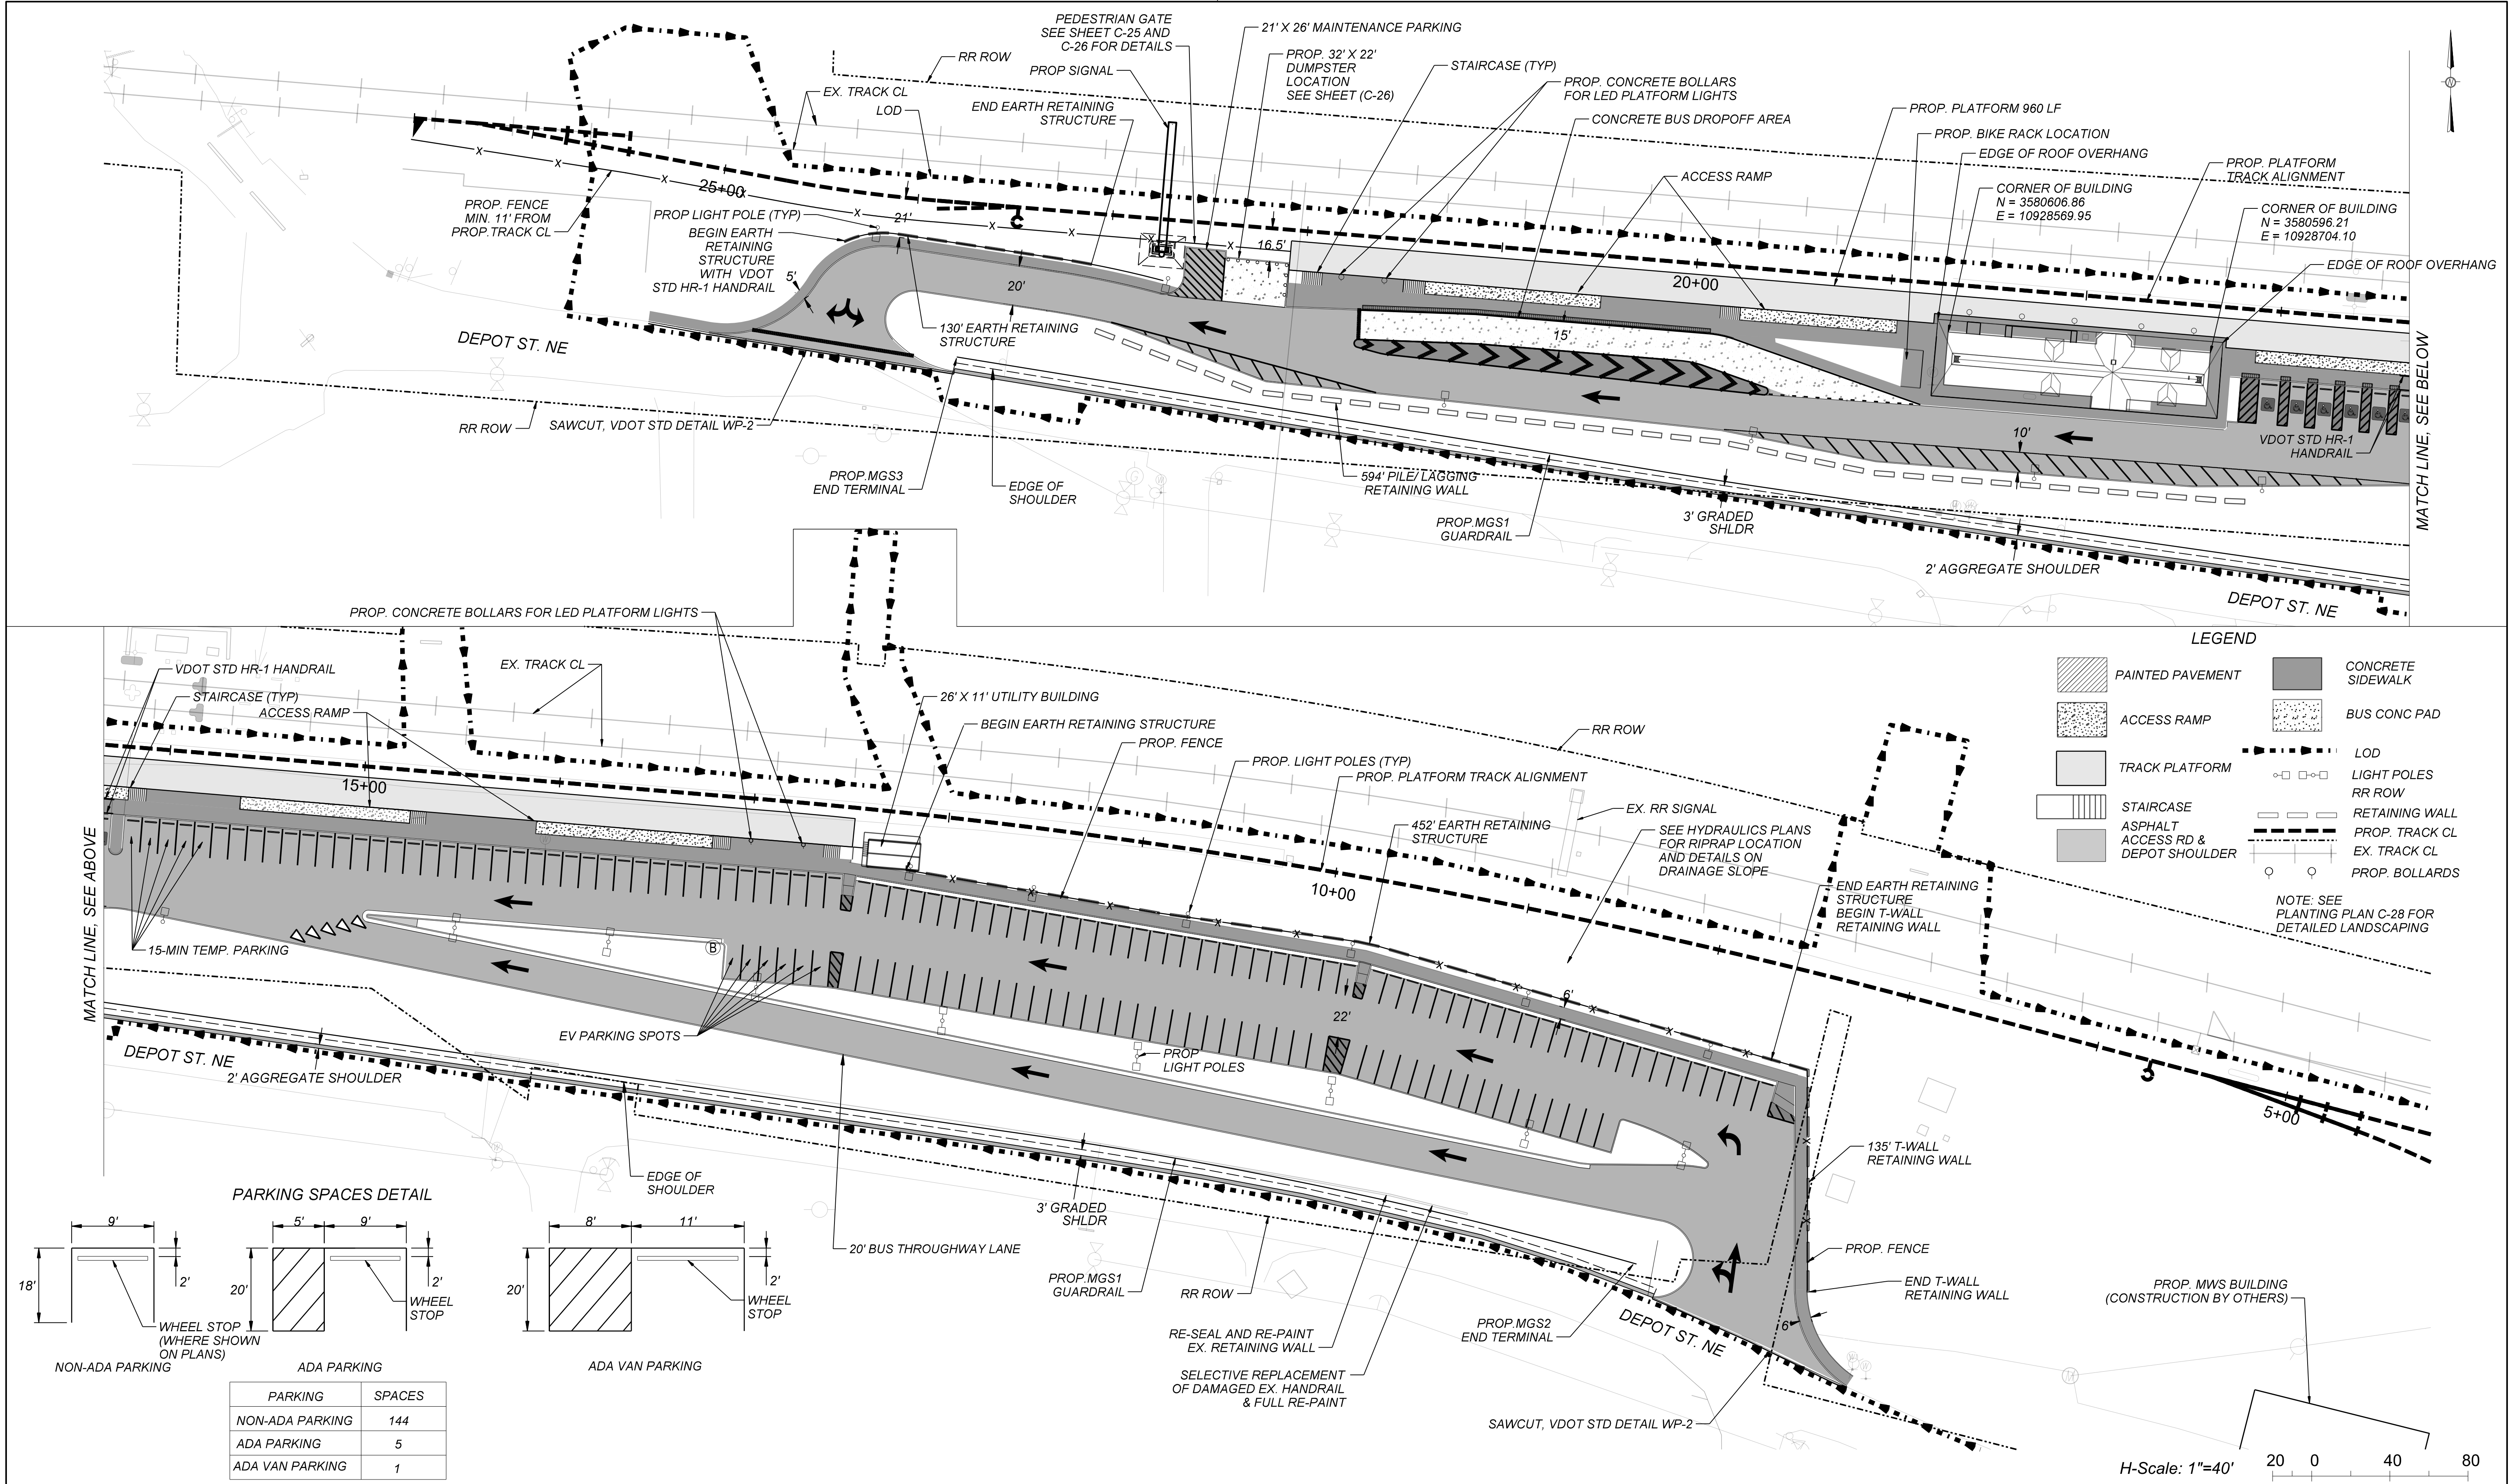 PEDESTRIAN GATE
SEE SHEET C-25 AND
C-26 FOR DETAILS
21' X 26' MAINTENANCE PARKING
RR ROW
PROP SIGNAL
PROP. 32' X 22'
DUMPSTER
LOCATION
SEE SHEET (C-26)
STAIRCASE (TYP)
PROP. CONCRETE BOLLARS
FOR LED PLATFORM LIGHTS
EX. TRACK CL
LOD
END EARTH RETAINING
STRUCTURE
CONCRETE BUS DROPOFF AREA
PROP. PLATFORM 960 LF
PROP. BIKE RACK LOCATION
EDGE OF ROOF OVERHANG
PROP. PLATFORM
TRACK ALIGNMENT
ACCESS RAMP
CORNER OF BUILDING
N = 3580606.86
E = 10928569.95
CORNER OF BUILDING
N = 3580596.21
E = 10928704.10
EDGE OF ROOF OVERHANG
25+00
PROP. FENCE
MIN. 11' FROM
PROP.TRACK CL
PROP LIGHT POLE (TYP)
21'
BEGIN EARTH
RETAINING
STRUCTURE
WITH VDOT
STD HR-1 HANDRAIL
5'
20'
16.5'
20+00
15'
130' EARTH RETAINING
STRUCTURE
DEPOT ST. NE
RR ROW
SAWCUT, VDOT STD DETAIL WP-2
PROP.MGS3
END TERMINAL
EDGE OF
SHOULDER
594' PILE/ LAGGING
RETAINING WALL
PROP.MGS1
GUARDRAIL
3' GRADED
SHLDR
10'
VDOT STD HR-1
HANDRAIL
2' AGGREGATE SHOULDER
DEPOT ST. NE
MATCH LINE, SEE BELOW
PROP. CONCRETE BOLLARS FOR LED PLATFORM LIGHTS
VDOT STD HR-1 HANDRAIL
STAIRCASE (TYP)
ACCESS RAMP
EX. TRACK CL
26' X 11' UTILITY BUILDING
BEGIN EARTH RETAINING STRUCTURE
PROP. FENCE
PROP. LIGHT POLES (TYP)
PROP. PLATFORM TRACK ALIGNMENT
RR ROW
EX. RR SIGNAL
452' EARTH RETAINING
STRUCTURE
SEE HYDRAULICS PLANS
FOR RIPRAP LOCATION
AND DETAILS ON
DRAINAGE SLOPE
END EARTH RETAINING
STRUCTURE
BEGIN T-WALL
RETAINING WALL
15+00
10+00
5+00
MATCH LINE, SEE ABOVE
15-MIN TEMP. PARKING
B
EV PARKING SPOTS
22'
6'
PROP
LIGHT POLES
DEPOT ST. NE
2' AGGREGATE SHOULDER
EDGE OF
SHOULDER
3' GRADED
SHLDR
20' BUS THROUGHWAY LANE
PROP.MGS1
GUARDRAIL
RR ROW
135' T-WALL
RETAINING WALL
PROP. FENCE
END T-WALL
RETAINING WALL
6'
PROP. MWS BUILDING
(CONSTRUCTION BY OTHERS)
PROP.MGS2
END TERMINAL
DEPOT ST. NE
RE-SEAL AND RE-PAINT
EX. RETAINING WALL
SELECTIVE REPLACEMENT
OF DAMAGED EX. HANDRAIL
& FULL RE-PAINT
SAWCUT, VDOT STD DETAIL WP-2
LEGEND
PAINTED PAVEMENT
CONCRETE
SIDEWALK
ACCESS RAMP
BUS CONC PAD
TRACK PLATFORM
LOD
LIGHT POLES
RR ROW
STAIRCASE
RETAINING WALL
ASPHALT
ACCESS RD &
DEPOT SHOULDER
PROP. TRACK CL
EX. TRACK CL
PROP. BOLLARDS
NOTE: SEE
PLANTING PLAN C-28 FOR
DETAILED LANDSCAPING
PARKING SPACES DETAIL
9'
18'
2'
WHEEL STOP
(WHERE SHOWN
ON PLANS)
NON-ADA PARKING
5'
9'
20'
2'
WHEEL
STOP
ADA PARKING
8'
11'
20'
2'
WHEEL
STOP
ADA VAN PARKING
PARKING SPACES
NON-ADA PARKING 144
ADA PARKING 5
ADA VAN PARKING 1
H-Scale: 1"=40'
20 0 40 80